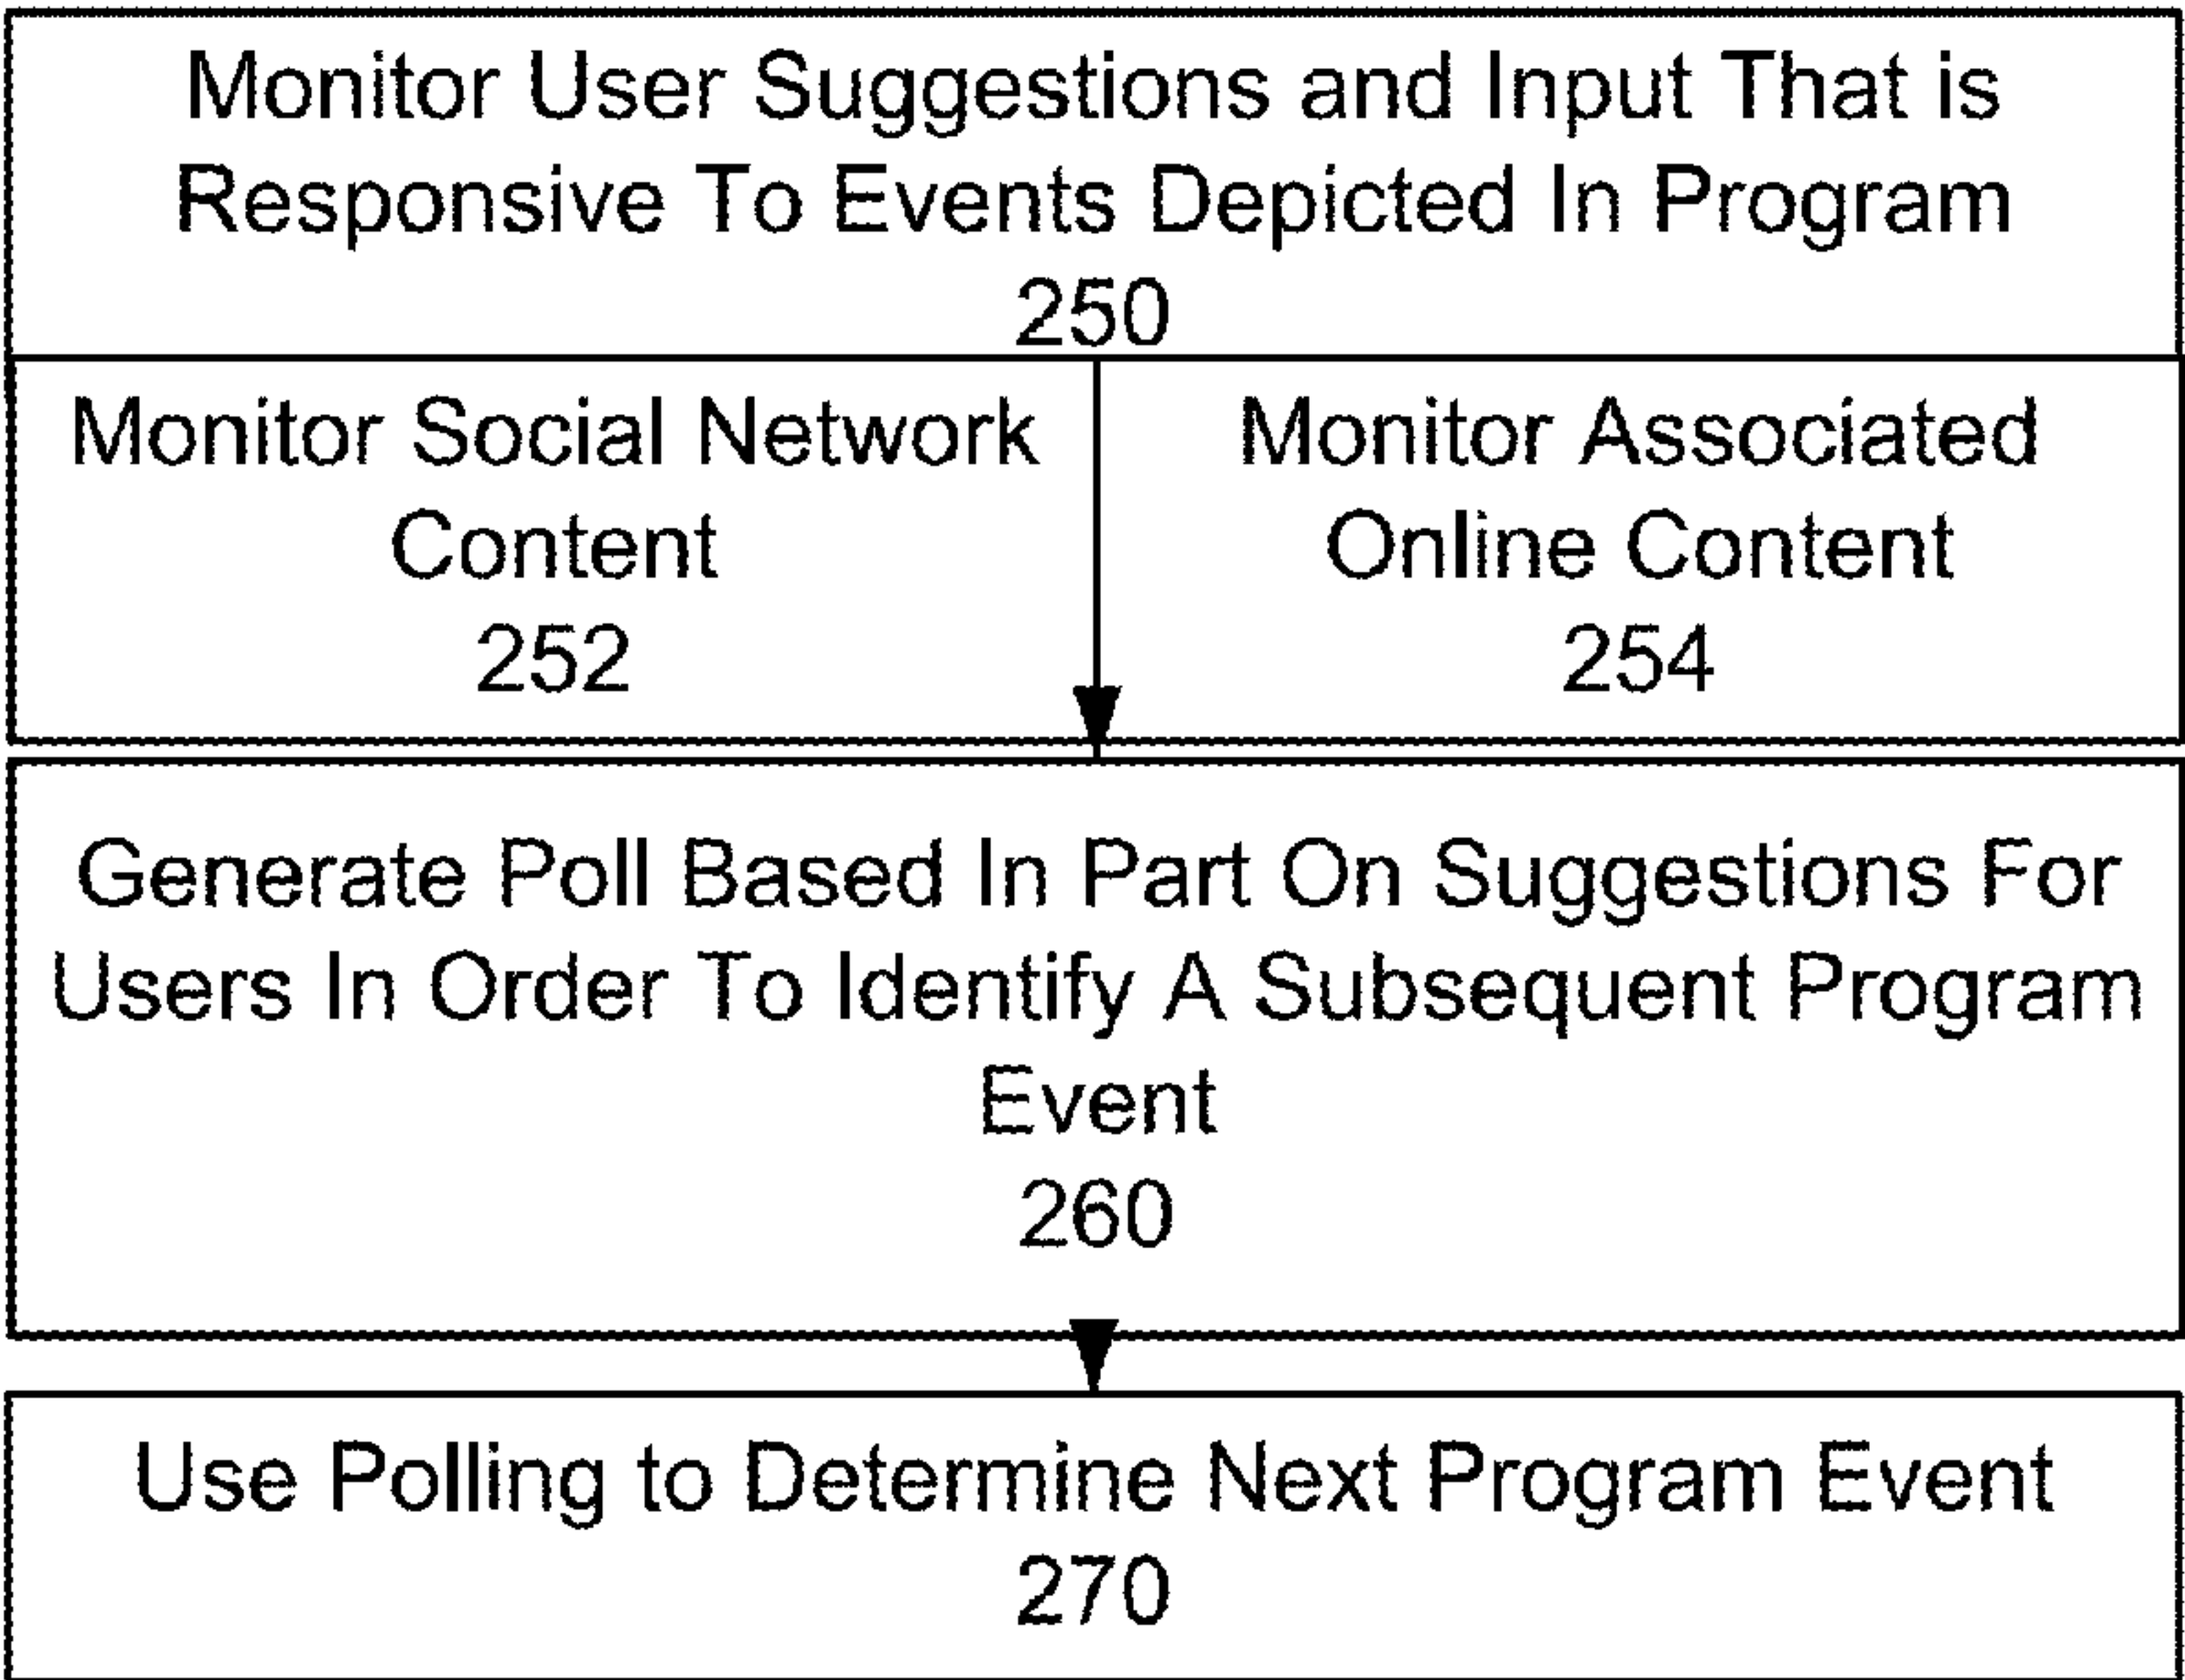 Monitor User Suggestions and Input That is
Responsive To Events Depicted In Program
250
Monitor Social Network
Content
252
Monitor Associated
Online Content
254
Generate Poll Based In Part On Suggestions For
Users In Order To Identify A Subsequent Program
Event
260
Use Polling to Determine Next Program Event
270